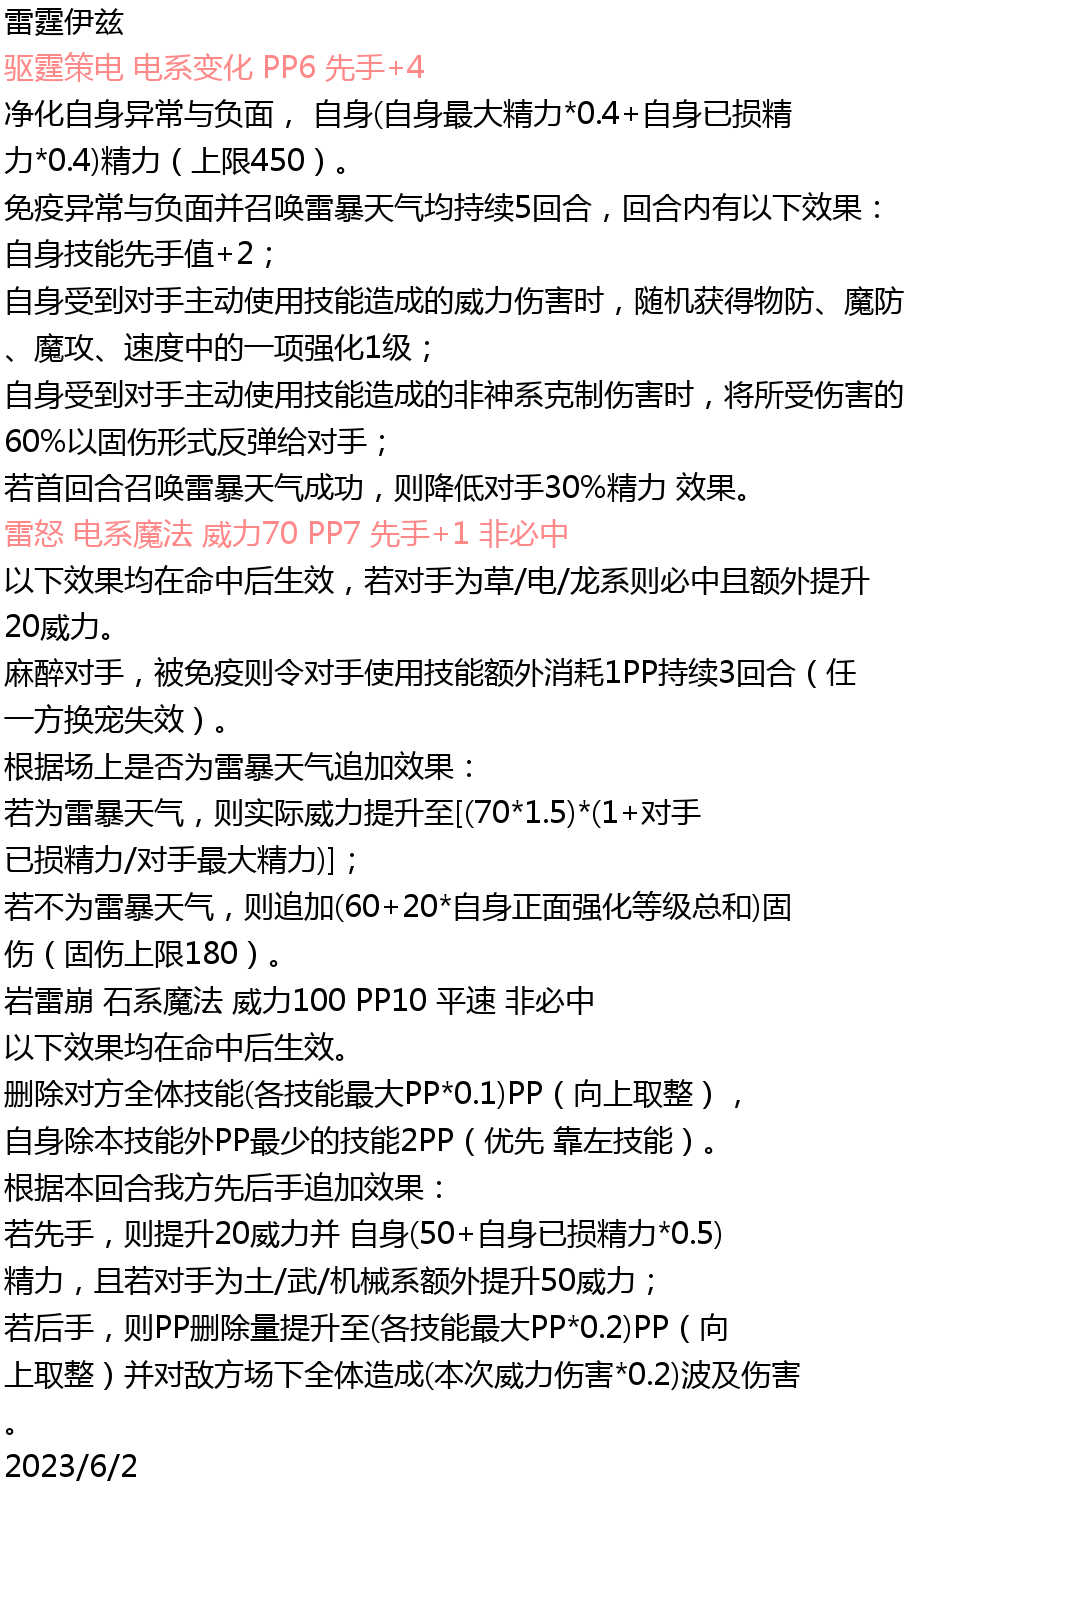 雷霆伊兹
驱霆策电 电系变化 PP6 先手+4
净化自身异常与负面， 自身(自身最大精力*0.4+自身已损精
力*0.4)精力（上限450）。
免疫异常与负面并召唤雷暴天气均持续5回合，回合内有以下效果：
自身技能先手值+2；
自身受到对手主动使用技能造成的威力伤害时，随机获得物防、魔防
、魔攻、速度中的一项强化1级；
自身受到对手主动使用技能造成的非神系克制伤害时，将所受伤害的
60%以固伤形式反弹给对手；
若首回合召唤雷暴天气成功，则降低对手30%精力 效果。
雷怒 电系魔法 威力70 PP7 先手+1 非必中
以下效果均在命中后生效，若对手为草/电/龙系则必中且额外提升
20威力。
麻醉对手，被免疫则令对手使用技能额外消耗1PP持续3回合（任
一方换宠失效）。
根据场上是否为雷暴天气追加效果：
若为雷暴天气，则实际威力提升至[(70*1.5)*(1+对手
已损精力/对手最大精力)]；
若不为雷暴天气，则追加(60+20*自身正面强化等级总和)固
伤（固伤上限180）。
岩雷崩 石系魔法 威力100 PP10 平速 非必中
以下效果均在命中后生效。
删除对方全体技能(各技能最大PP*0.1)PP（向上取整），
自身除本技能外PP最少的技能2PP（优先 靠左技能）。
根据本回合我方先后手追加效果：
若先手，则提升20威力并 自身(50+自身已损精力*0.5)
精力，且若对手为土/武/机械系额外提升50威力；
若后手，则PP删除量提升至(各技能最大PP*0.2)PP（向
上取整）并对敌方场下全体造成(本次威力伤害*0.2)波及伤害
。
2023/6/2